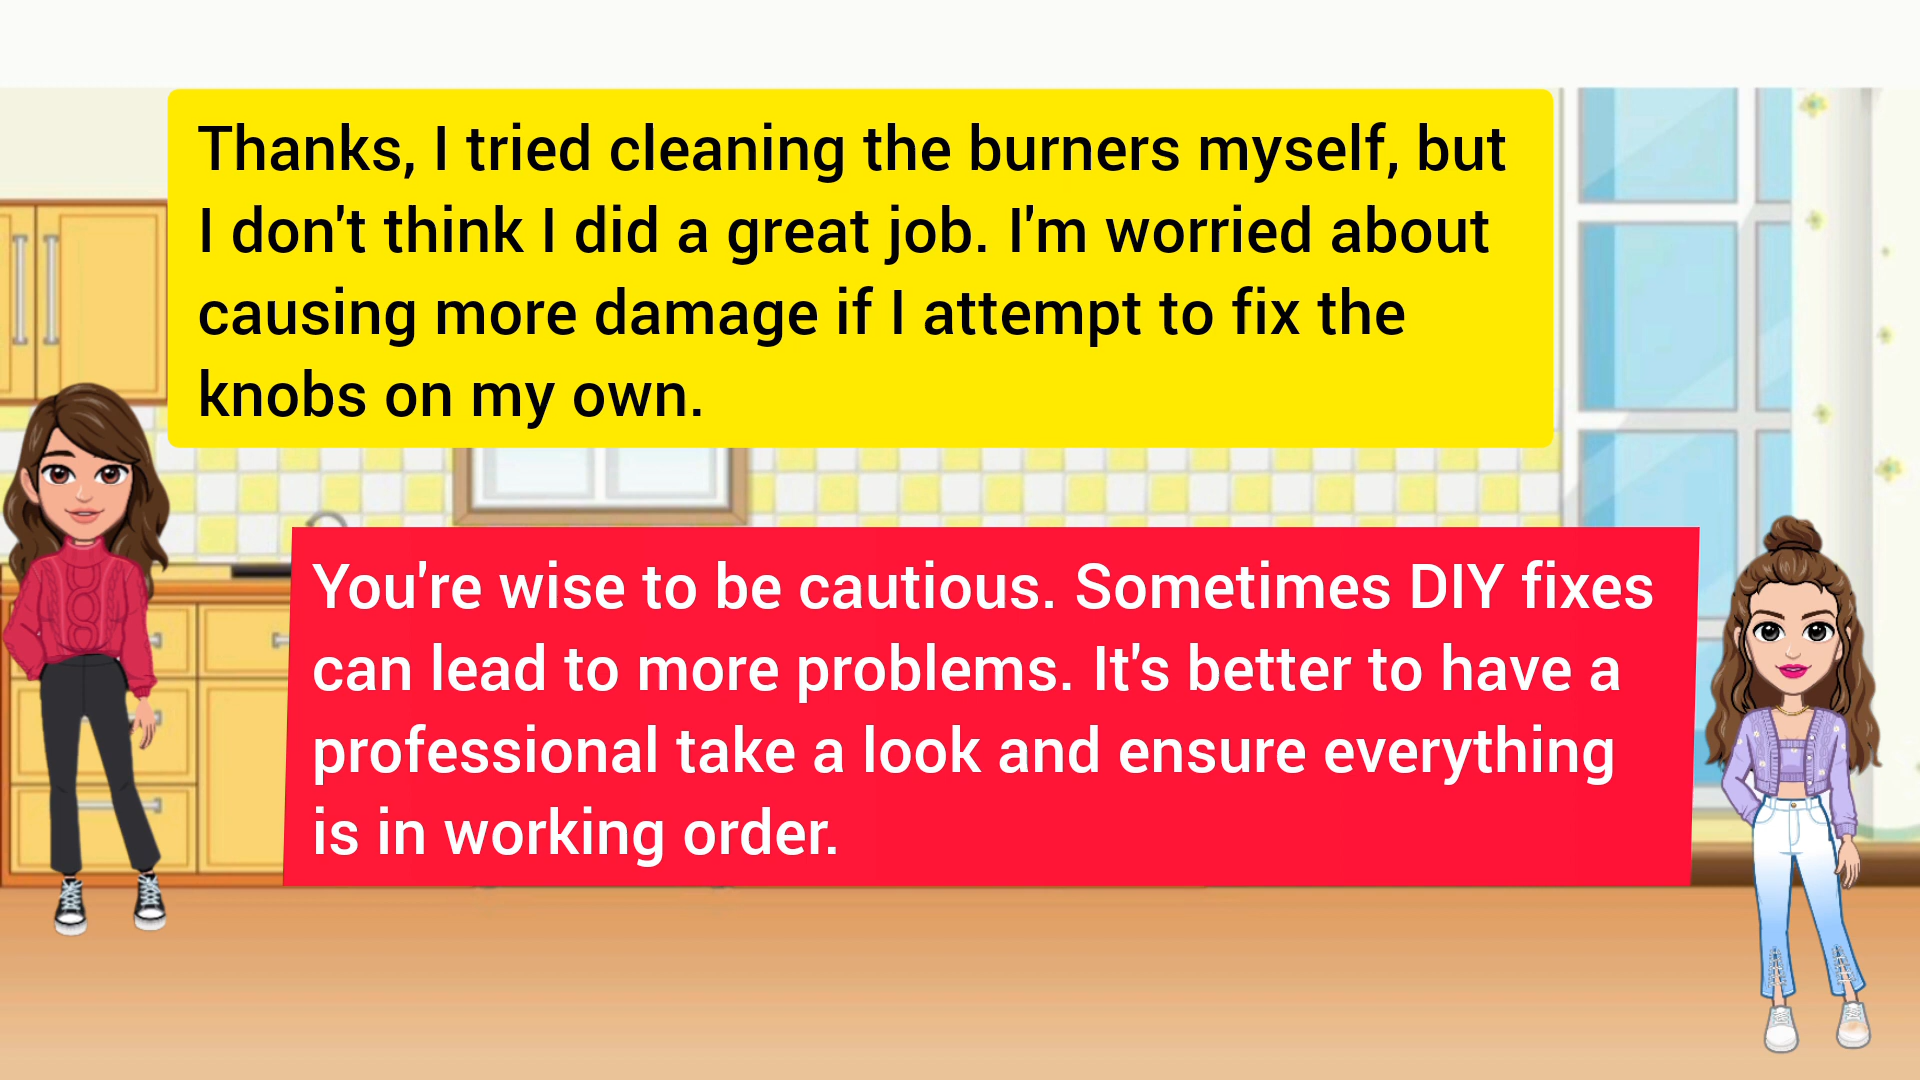 Thanks, I tried cleaning the burners myself, but
I don't think I did a great job. I'm worried about
causing more damage if I attempt to fix the
knobs on my own.
You're wise to be cautious. Sometimes DIY fixes
can lead to more problems. It's better to have a
professional take a look and ensure everything
is in working order.